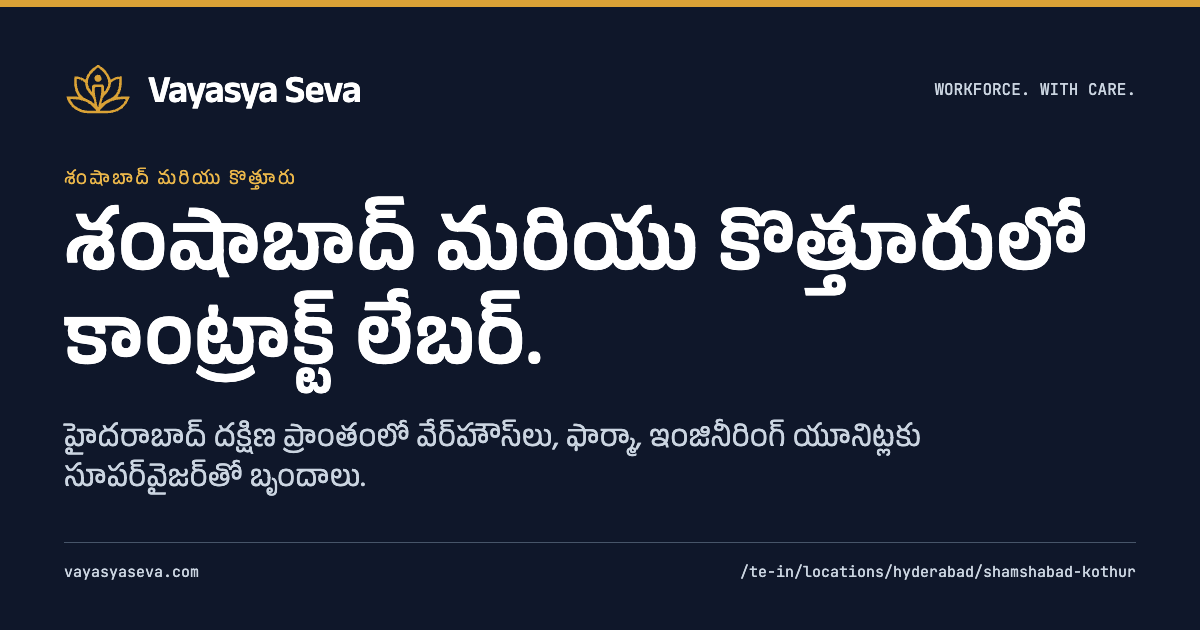 Vayasya Seva
WORKFORCE. WITH CARE.
శంషాబాద్ మరియు కొత్తూరు
శంషాబాద్ మరియు కొత్తూరులో
కాంట్రాక్ట్ లేబర్.
హైదరాబాద్ దక్షిణ ప్రాంతంలో వేర్‌హౌస్‌లు, ఫార్మా, ఇంజినీరింగ్ యూనిట్లకు
సూపర్‌వైజర్‌తో బృందాలు.
vayasyaseva.com
/te-in/locations/hyderabad/shamshabad-kothur